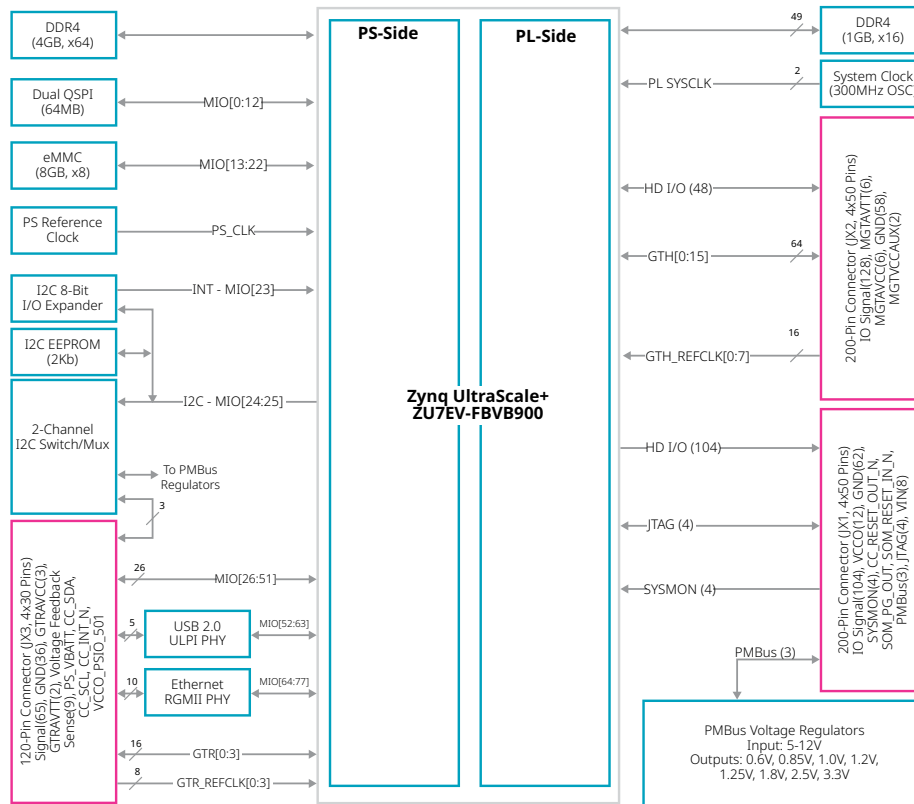 DDR4
(4GB, x64)
Dual QSPI
(64MB)
MIO[0:12]
eMMC
(8GB, x8)
MIO[13:22]
PS Reference
Clock
PS_CLK
I2C 8-Bit
I/O Expander
INT - MIO[23]
I2C EEPROM
(2Kb)
I2C - MIO[24:25]
2-Channel
I2C Switch/Mux
To PMBus
Regulators
3
120-Pin Connector (JX3, 4x30 Pins)
Signal(65), GND(36), GTRAVCC(3),
GTRAVTT(2), Voltage Feedback
Sense(9), PS_VBATT, CC_SDA,
CC_SCL, CC_INT_N,
VCCO_PSIO_501
26
MIO[26:51]
5
USB 2.0
ULPI PHY
MIO[52:63]
10
Ethernet
RGMII PHY
MIO[64:77]
16
GTR[0:3]
8
GTR_REFCLK[0:3]
PS-Side
PL-Side
Zynq UltraScale+
ZU7EV-FBVB900
49
DDR4
(1GB, x16)
PL SYSCLK
2
System Clock
(300MHz OSC)
HD I/O (48)
GTH[0:15]
64
GTH_REFCLK[0:7]
16
200-Pin Connector (JX2, 4x50 Pins)
IO Signal(128), MGTAVTT(6),
MGTAVCC(6), GND(58),
MGTVCCAUX(2)
HD I/O (104)
JTAG (4)
SYSMON (4)
200-Pin Connector (JX1, 4x50 Pins)
IO Signal(104), VCCO(12), GND(62),
SYSMON(4), CC_RESET_OUT_N,
SOM_PG_OUT, SOM_RESET_IN_N,
PMBus(3), JTAG(4), VIN(8)
PMBus (3)
PMBus Voltage Regulators
Input: 5-12V
Outputs: 0.6V, 0.85V, 1.0V, 1.2V,
1.25V, 1.8V, 2.5V, 3.3V